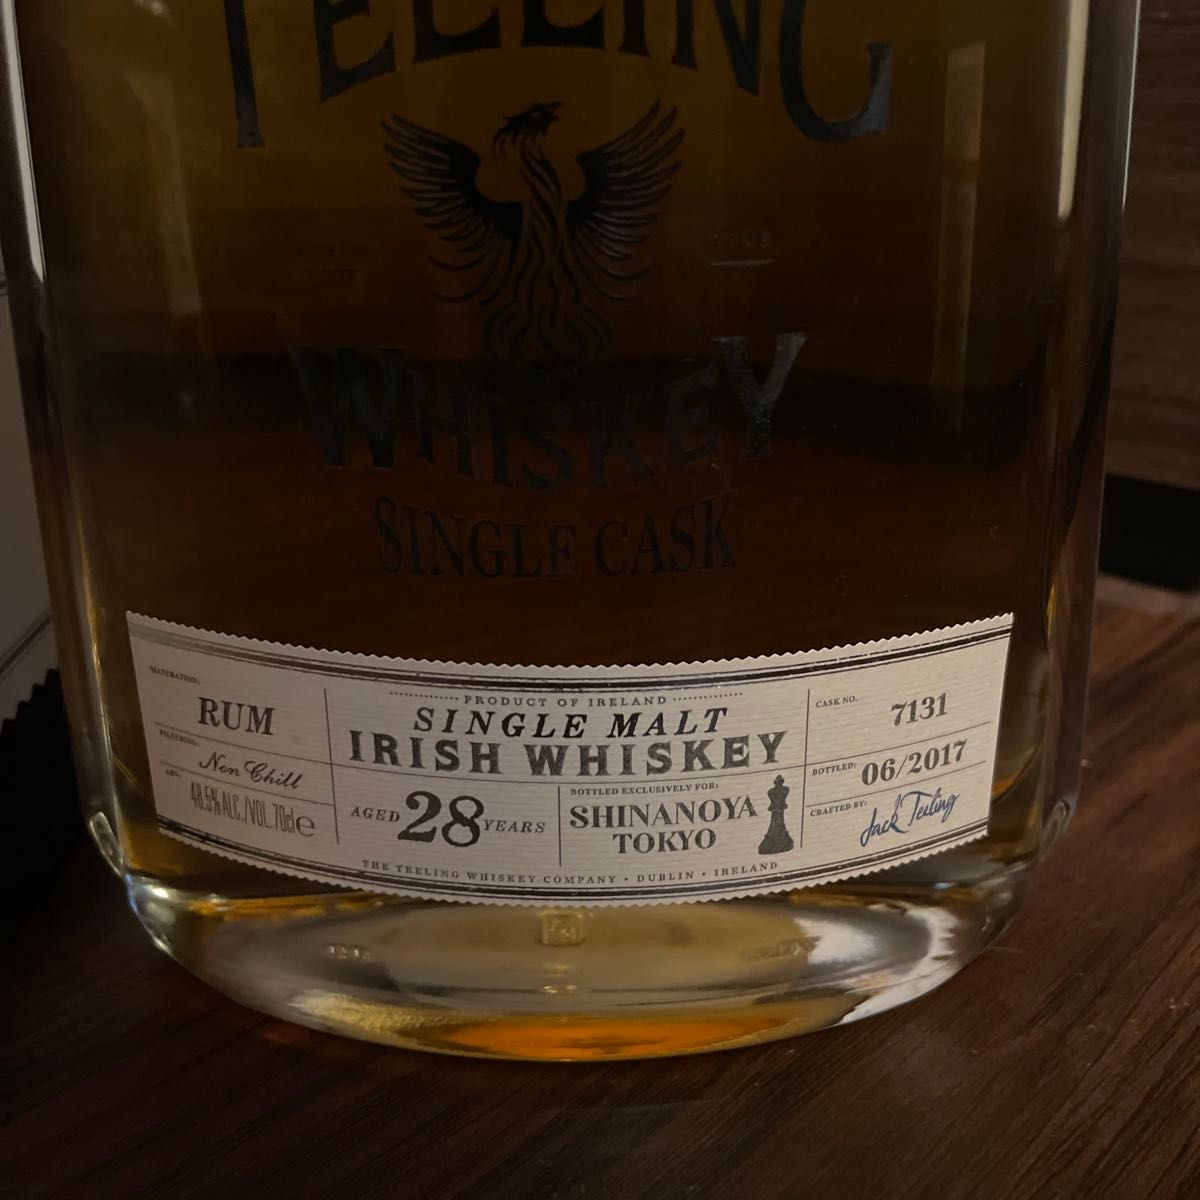 TEELING
WHISKEY
SINGLE CASK
MATURATION:
RUM
FILTERING:
Non Chill
ABV:
48.5%ALC./VOL.70cl e
PRODUCT OF IRELAND
SINGLE MALT
IRISH WHISKEY
AGED 28 YEARS
BOTTLED EXCLUSIVELY FOR:
SHINANOYA
TOKYO
CASK NO.
7131
BOTTLED: 06/2017
CRAFTED BY: Jack Teeling
THE TEELING WHISKEY COMPANY • DUBLIN • IRELAND